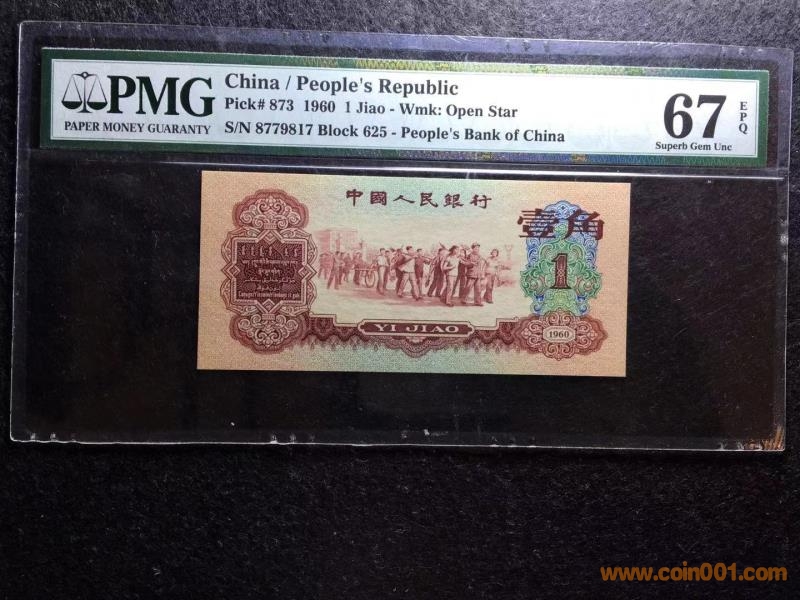 PMG
PAPER MONEY GUARANTY
China / People's Republic
Pick# 873 1960 1 Jiao - Wmk: Open Star
S/N 8779817 Block 625 - People's Bank of China
67
EPQ
Superb Gem Unc
中國人民銀行
壹角
1
YI JIAO
1960
www.coin001.com